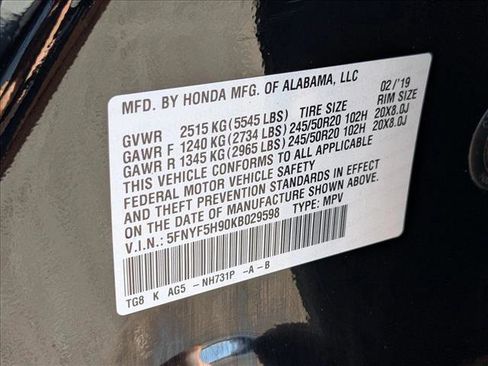 MFD. BY HONDA MFG. OF ALABAMA, LLC 02/'19
GVWR 2515 KG(5545 LBS) TIRE SIZE RIM SIZE
GAWR F 1240 KG(2734 LBS)245/50R20 102H 20X8.0J
GAWR R 1345 KG(2965 LBS)245/50R20 102H 20X8.0J
THIS VEHICLE CONFORMS TO ALL APPLICABLE
FEDERAL MOTOR VEHICLE SAFETY
AND THEFT PREVENTION STANDARDS IN EFFECT
ON THE DATE OF MANUFACTURE SHOWN ABOVE.
V.I.N.: 5FNYF5H90KB029598 TYPE: MPV
TG8 K AG5 -NH731P -A-B